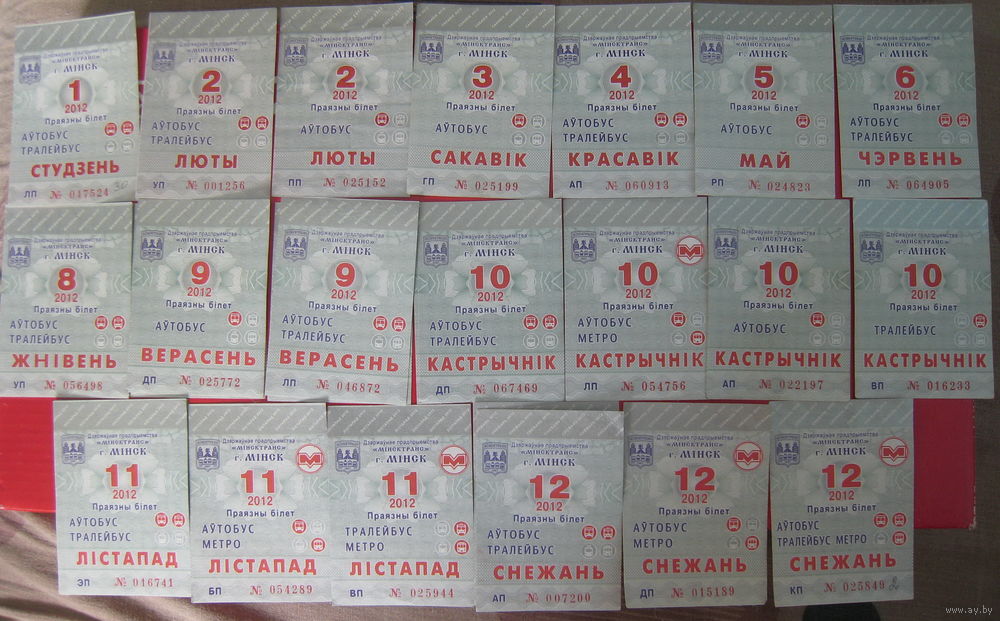 Дзяржаўнае прадпрыемства
«МІНСКТРАНС»
г. МІНСК
1
2012
Праязны білет
АЎТОБУС
ТРАЛЕЙБУС
СТУДЗЕНЬ
ЛП № 047524 30
Дзяржаўнае прадпрыемства
«МІНСКТРАНС»
г. МІНСК
2
2012
Праязны білет
АЎТОБУС
ТРАЛЕЙБУС
ЛЮТЫ
УП № 001256
Дзяржаўнае прадпрыемства
«МІНСКТРАНС»
г. МІНСК
2
2012
Праязны білет
АЎТОБУС
ЛЮТЫ
ПП № 025152
Дзяржаўнае прадпрыемства
«МІНСКТРАНС»
г. МІНСК
3
2012
Праязны білет
АЎТОБУС
САКАВІК
ГП № 025199
Дзяржаўнае прадпрыемства
«МІНСКТРАНС»
г. МІНСК
4
2012
Праязны білет
АЎТОБУС
ТРАЛЕЙБУС
КРАСАВІК
АП № 060913
Дзяржаўнае прадпрыемства
«МІНСКТРАНС»
г. МІНСК
5
2012
Праязны білет
АЎТОБУС
МАЙ
РП № 024823
Дзяржаўнае прадпрыемства
«МІНСКТРАНС»
г. МІНСК
6
2012
Праязны білет
АЎТОБУС
ТРАЛЕЙБУС
ЧЭРВЕНЬ
ЛП № 064905
Дзяржаўнае прадпрыемства
«МІНСКТРАНС»
г. МІНСК
8
2012
Праязны білет
АЎТОБУС
ТРАЛЕЙБУС
ЖНІВЕНЬ
УП № 056498
Дзяржаўнае прадпрыемства
«МІНСКТРАНС»
г. МІНСК
9
2012
Праязны білет
АЎТОБУС
ВЕРАСЕНЬ
ДП № 025772
Дзяржаўнае прадпрыемства
«МІНСКТРАНС»
г. МІНСК
9
2012
Праязны білет
АЎТОБУС
ТРАЛЕЙБУС
ВЕРАСЕНЬ
ЛП № 046872
Дзяржаўнае прадпрыемства
«МІНСКТРАНС»
г. МІНСК
10
2012
Праязны білет
АЎТОБУС
ТРАЛЕЙБУС
КАСТРЫЧНІК
ДП № 067469
Дзяржаўнае прадпрыемства
«МІНСКТРАНС»
г. МІНСК
10
2012
Праязны білет
АЎТОБУС
МЕТРО
КАСТРЫЧНІК
ЛП № 054756
Дзяржаўнае прадпрыемства
«МІНСКТРАНС»
г. МІНСК
10
2012
Праязны білет
АЎТОБУС
КАСТРЫЧНІК
АП № 022197
Дзяржаўнае прадпрыемства
«МІНСКТРАНС»
г. МІНСК
10
2012
Праязны білет
ТРАЛЕЙБУС
КАСТРЫЧНІК
ВП № 016233
Дзяржаўнае прадпрыемства
«МІНСКТРАНС»
г. МІНСК
11
2012
Праязны білет
АЎТОБУС
ТРАЛЕЙБУС
ЛІСТАПАД
ЭП № 046741
Дзяржаўнае прадпрыемства
«МІНСКТРАНС»
г. МІНСК
11
2012
Праязны білет
АЎТОБУС
МЕТРО
ЛІСТАПАД
БП № 054289
Дзяржаўнае прадпрыемства
«МІНСКТРАНС»
г. МІНСК
11
2012
Праязны білет
ТРАЛЕЙБУС
МЕТРО
ЛІСТАПАД
ВП № 025944
Дзяржаўнае прадпрыемства
«МІНСКТРАНС»
г. МІНСК
12
2012
Праязны білет
АЎТОБУС
ТРАЛЕЙБУС
СНЕЖАНЬ
АП № 007200
Дзяржаўнае прадпрыемства
«МІНСКТРАНС»
г. МІНСК
12
2012
Праязны білет
АЎТОБУС
МЕТРО
СНЕЖАНЬ
ДП № 015189
Дзяржаўнае прадпрыемства
«МІНСКТРАНС»
г. МІНСК
12
2012
Праязны білет
АЎТОБУС
ТРАЛЕЙБУС МЕТРО
СНЕЖАНЬ
КП № 025849
www.ay.by